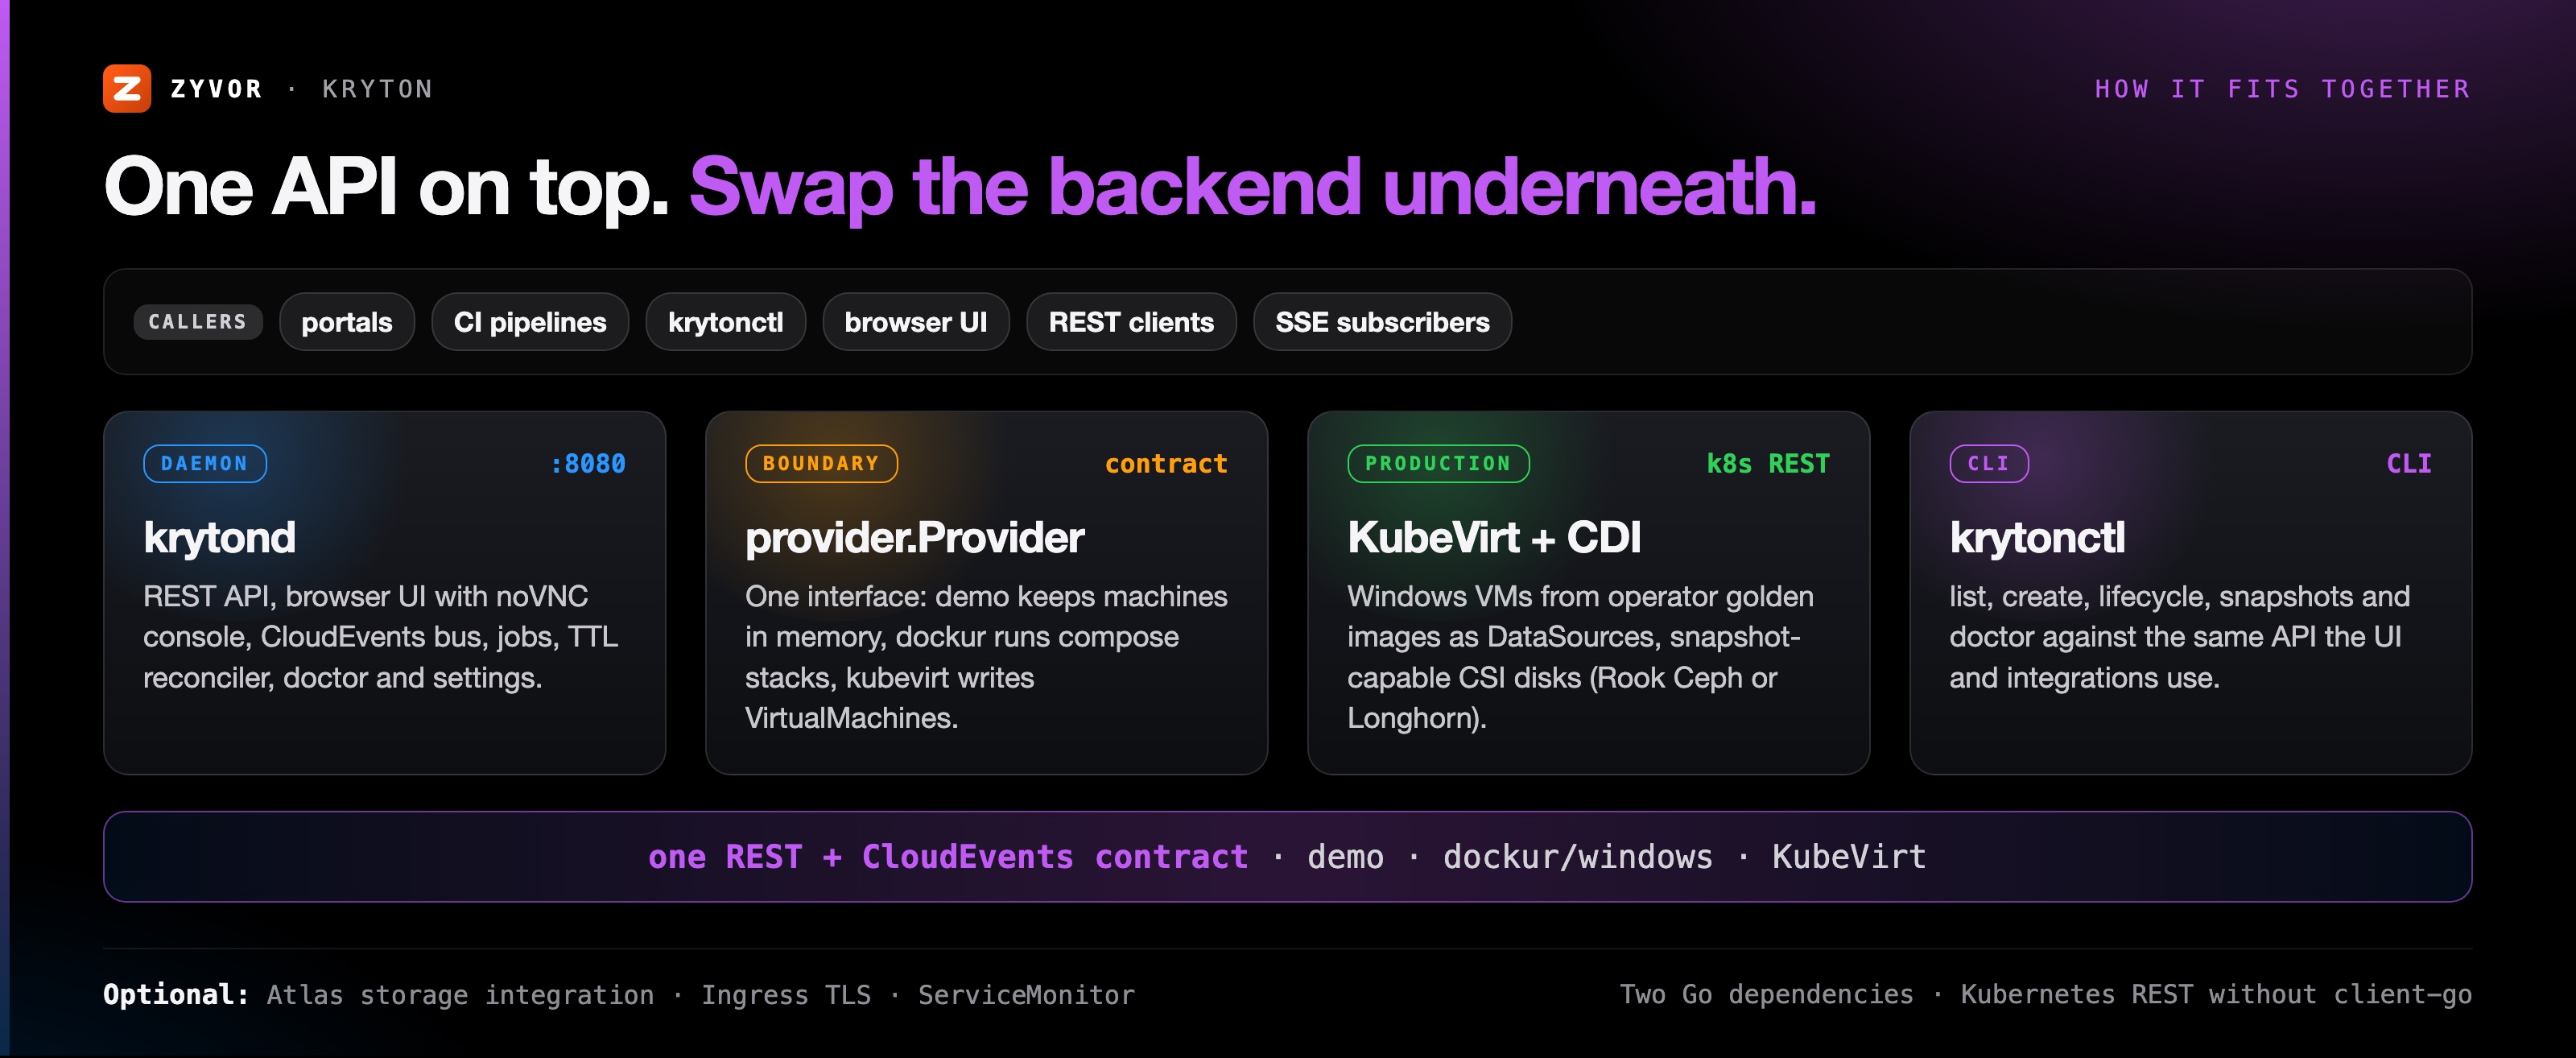 Z ZYVOR · KRYTON
HOW IT FITS TOGETHER
One API on top. Swap the backend underneath.
CALLERS portals CI pipelines krytonctl browser UI REST clients SSE subscribers
DAEMON :8080
krytond
REST API, browser UI with noVNC
console, CloudEvents bus, jobs, TTL
reconciler, doctor and settings.
BOUNDARY contract
provider.Provider
One interface: demo keeps machines
in memory, dockur runs compose
stacks, kubevirt writes
VirtualMachines.
PRODUCTION k8s REST
KubeVirt + CDI
Windows VMs from operator golden
images as DataSources, snapshot-
capable CSI disks (Rook Ceph or
Longhorn).
CLI CLI
krytonctl
list, create, lifecycle, snapshots and
doctor against the same API the UI
and integrations use.
one REST + CloudEvents contract · demo · dockur/windows · KubeVirt
Optional: Atlas storage integration · Ingress TLS · ServiceMonitor
Two Go dependencies · Kubernetes REST without client-go